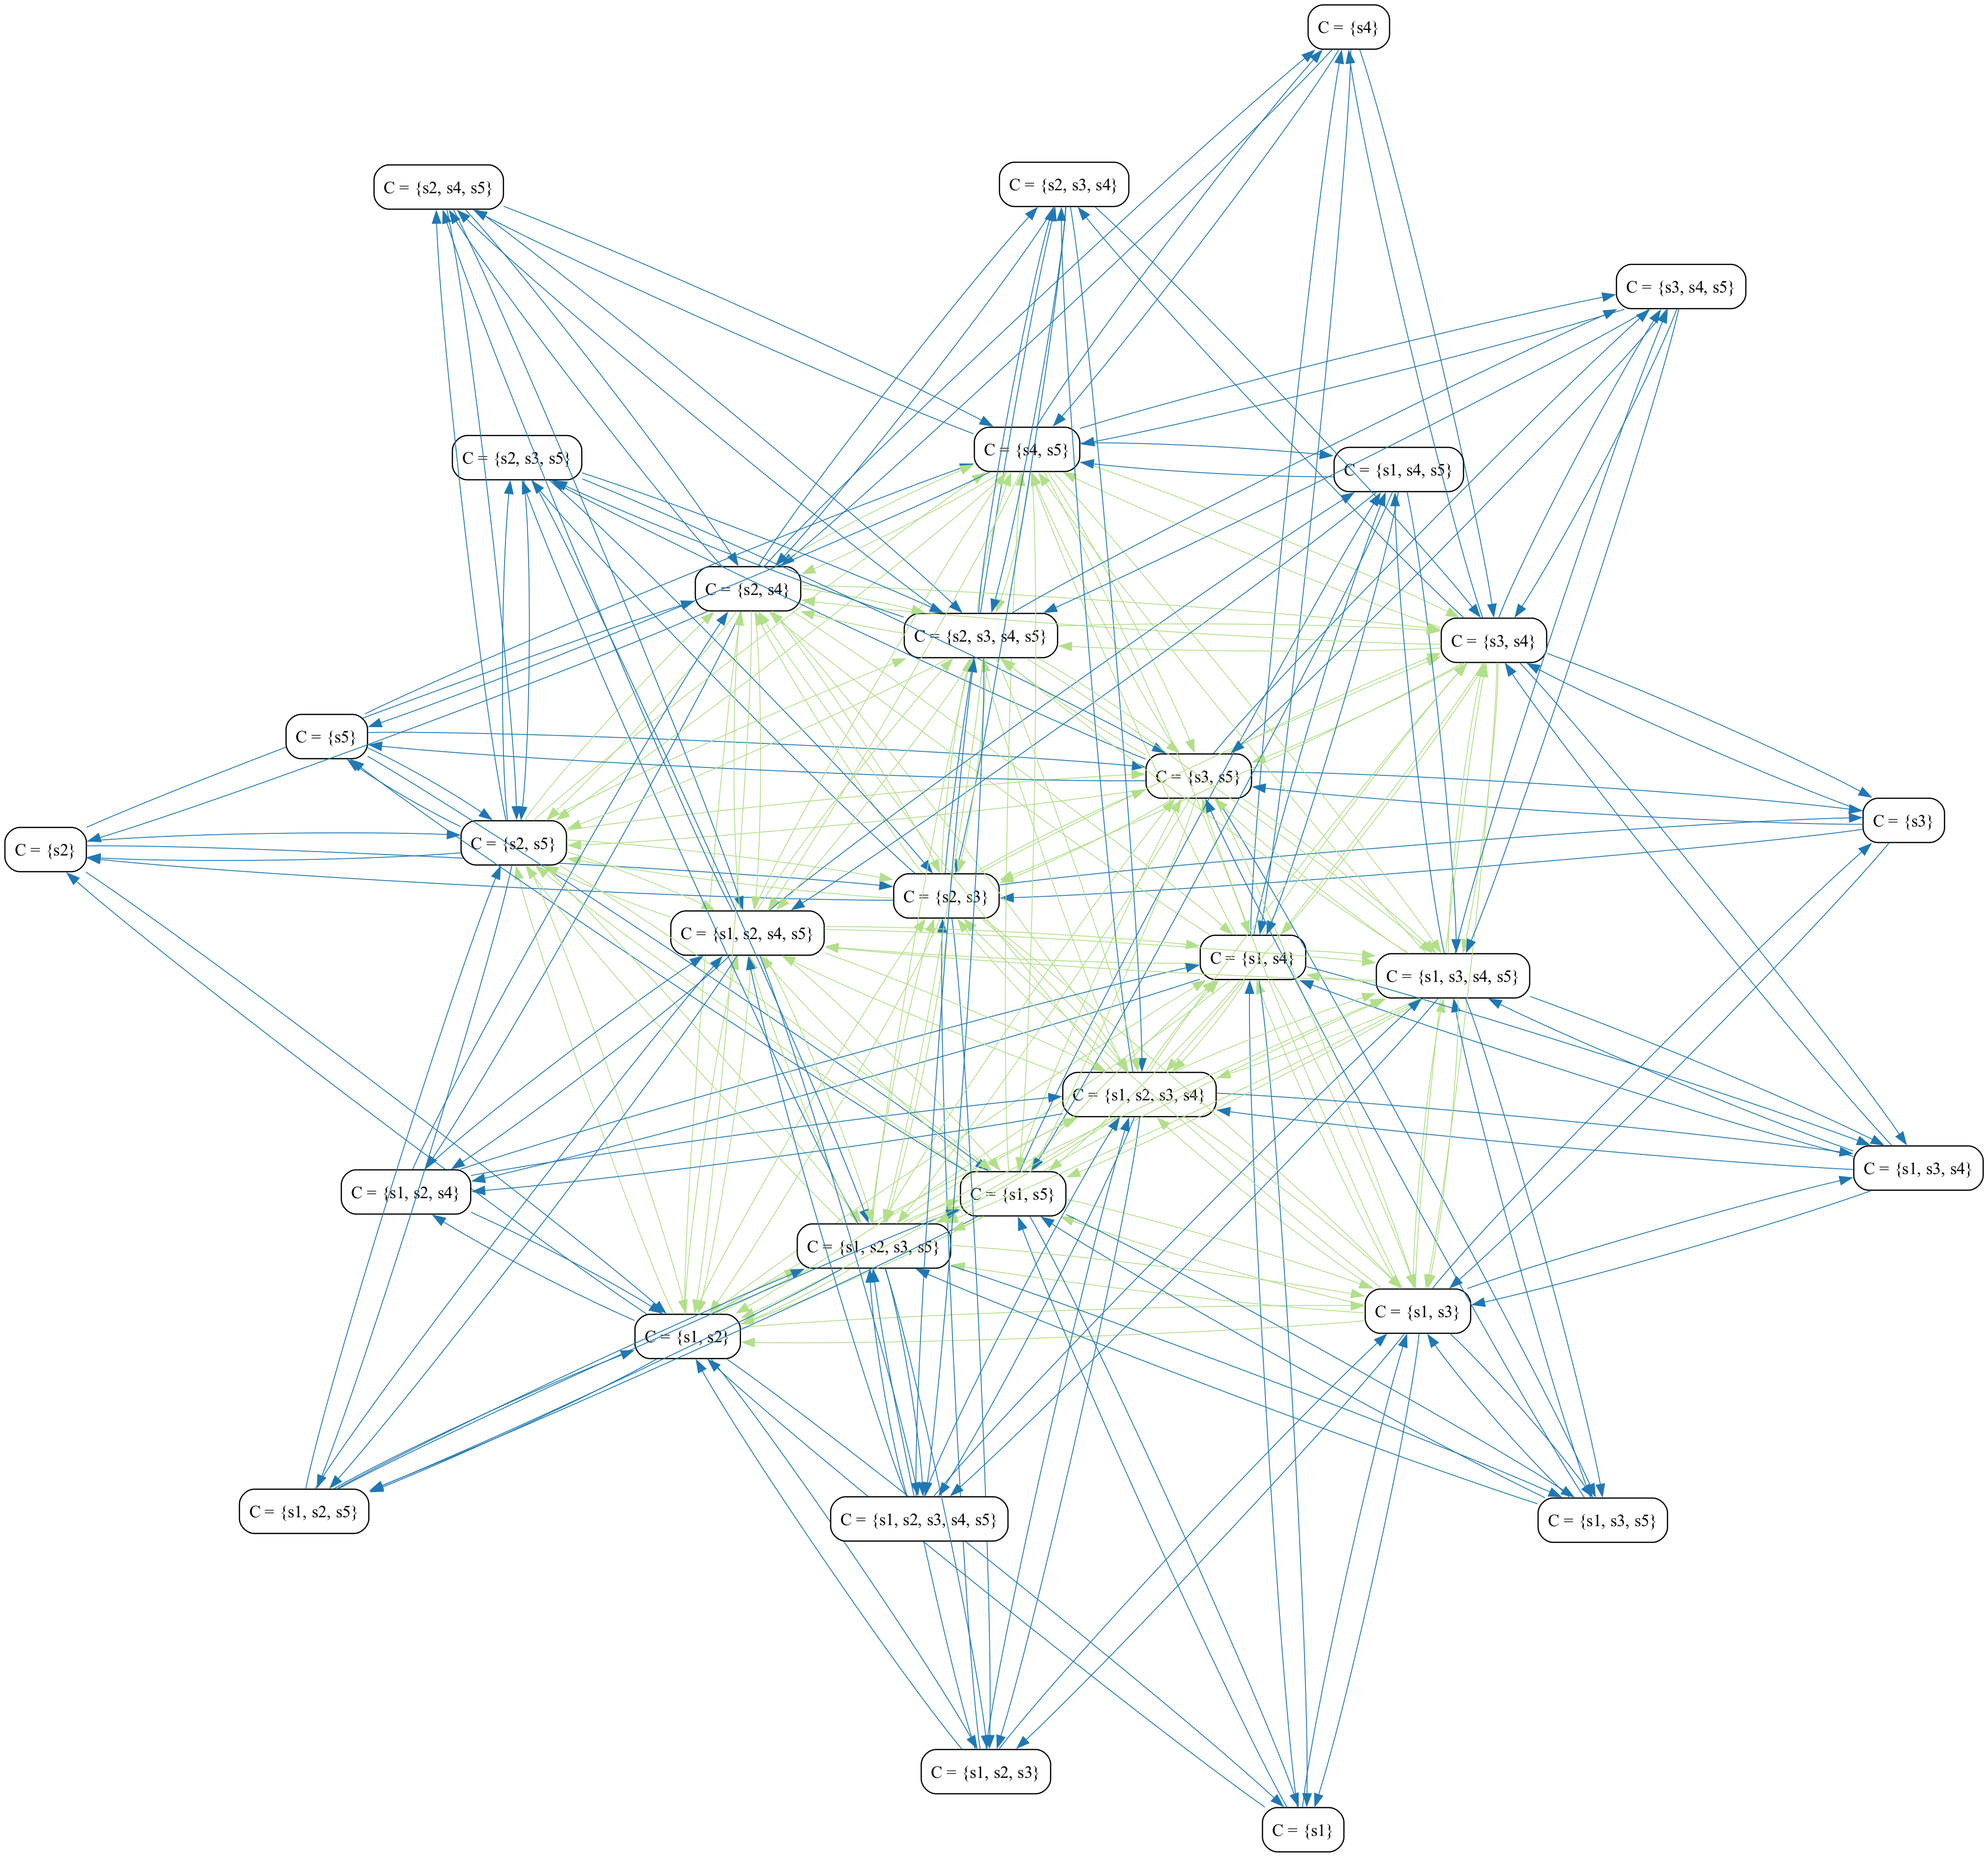 C = {s4}
C = {s2, s4, s5}
C = {s2, s3, s4}
C = {s3, s4, s5}
C = {s2, s3, s5}
C = {s4, s5}
C = {s1, s4, s5}
C = {s2, s4}
C = {s2, s3, s4, s5}
C = {s3, s4}
C = {s5}
C = {s3, s5}
C = {s3}
C = {s2}
C = {s2, s5}
C = {s2, s3}
C = {s1, s2, s4, s5}
C = {s1, s4}
C = {s1, s3, s4, s5}
C = {s1, s2, s3, s4}
C = {s1, s3, s4}
C = {s1, s2, s4}
C = {s1, s5}
C = {s1, s2, s3, s5}
C = {s1, s3}
C = {s1, s2}
C = {s1, s2, s5}
C = {s1, s2, s3, s4, s5}
C = {s1, s3, s5}
C = {s1, s2, s3}
C = {s1}